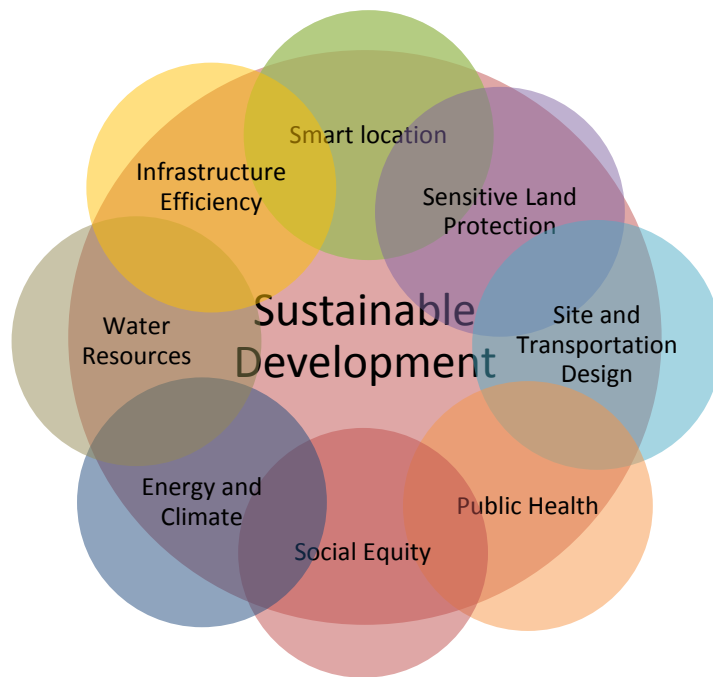 Smart location
Infrastructure
Efficiency
Sensitive Land
Protection
Sustainable
Development
Water
Resources
Site and
Transportation
Design
Energy and
Climate
Public Health
Social Equity